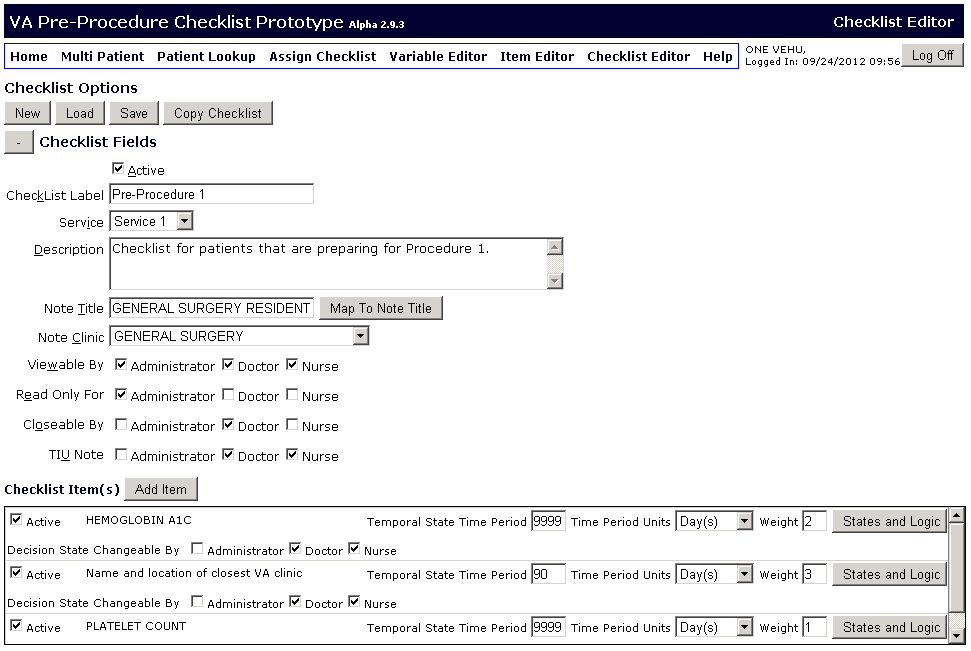 VA Pre-Procedure Checklist Prototype Alpha 2.9.3 Checklist Editor
Home Multi Patient Patient Lookup Assign Checklist Variable Editor Item Editor Checklist Editor Help ONE VEHU, Log Off
Logged In: 09/24/2012 09:56
Checklist Options
New Load Save Copy Checklist
- Checklist Fields
Active
CheckList Label Pre-Procedure 1
Service Service 1
Description Checklist for patients that are preparing for Procedure 1.
Note Title GENERAL SURGERY RESIDENT Map To Note Title
Note Clinic GENERAL SURGERY
Viewable By Administrator Doctor Nurse
Read Only For Administrator Doctor Nurse
Closeable By Administrator Doctor Nurse
TIU Note Administrator Doctor Nurse
Checklist Item(s) Add Item
Active HEMOGLOBIN A1C Temporal State Time Period 9999 Time Period Units Day(s) Weight 2 States and Logic
Decision State Changeable By Administrator Doctor Nurse
Active Name and location of closest VA clinic Temporal State Time Period 90 Time Period Units Day(s) Weight 3 States and Logic
Decision State Changeable By Administrator Doctor Nurse
Active PLATELET COUNT Temporal State Time Period 9999 Time Period Units Day(s) Weight 1 States and Logic